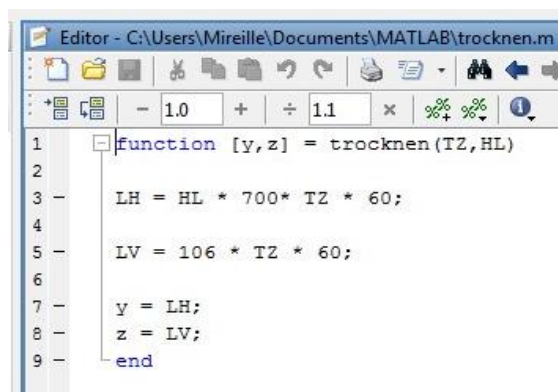 Editor - C:\Users\Mireille\Documents\MATLAB\trocknen.m
- 1.0 + ÷ 1.1 ×
1 function [y,z] = trocknen(TZ,HL)
2
3 - LH = HL * 700* TZ * 60;
4
5 - LV = 106 * TZ * 60;
6
7 - y = LH;
8 - z = LV;
9 - end